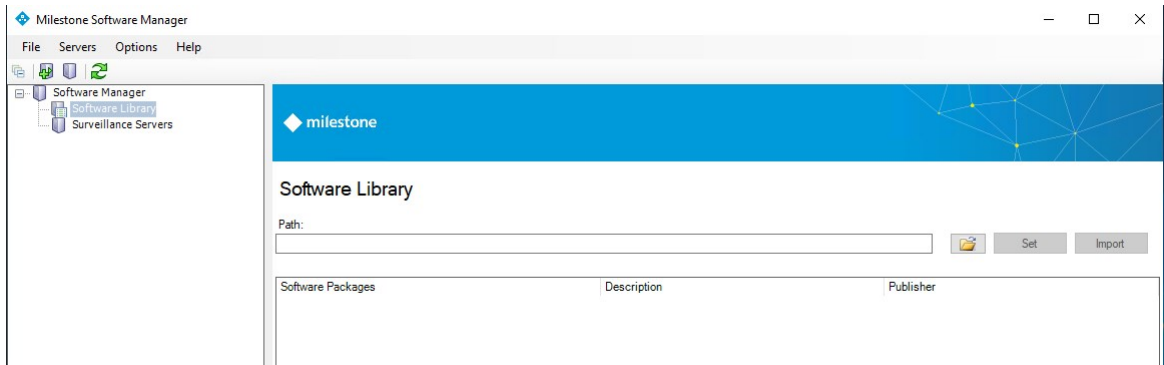 Milestone Software Manager
File Servers Options Help
Software Manager
Software Library
Surveillance Servers
milestone
Software Library
Path:
Set Import
Software Packages Description Publisher